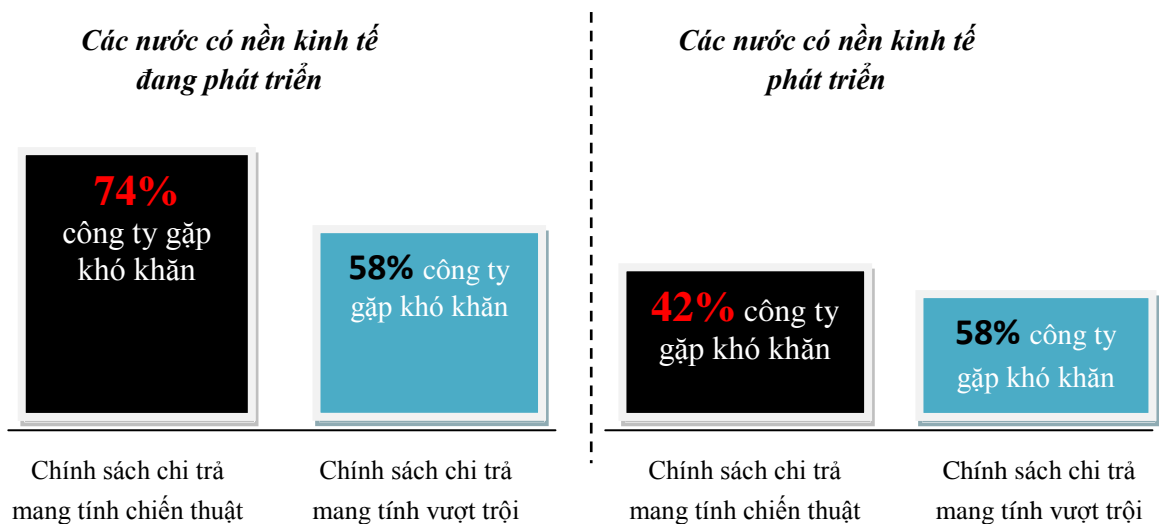 Các nước có nền kinh tế
đang phát triển
74%
công ty gặp
khó khăn
58% công ty
gặp khó khăn
Chính sách chi trả
mang tính chiến thuật
Chính sách chi trả
mang tính vượt trội
Các nước có nền kinh tế
phát triển
42% công ty
gặp khó khăn
58% công ty
gặp khó khăn
Chính sách chi trả
mang tính chiến thuật
Chính sách chi trả
mang tính vượt trội